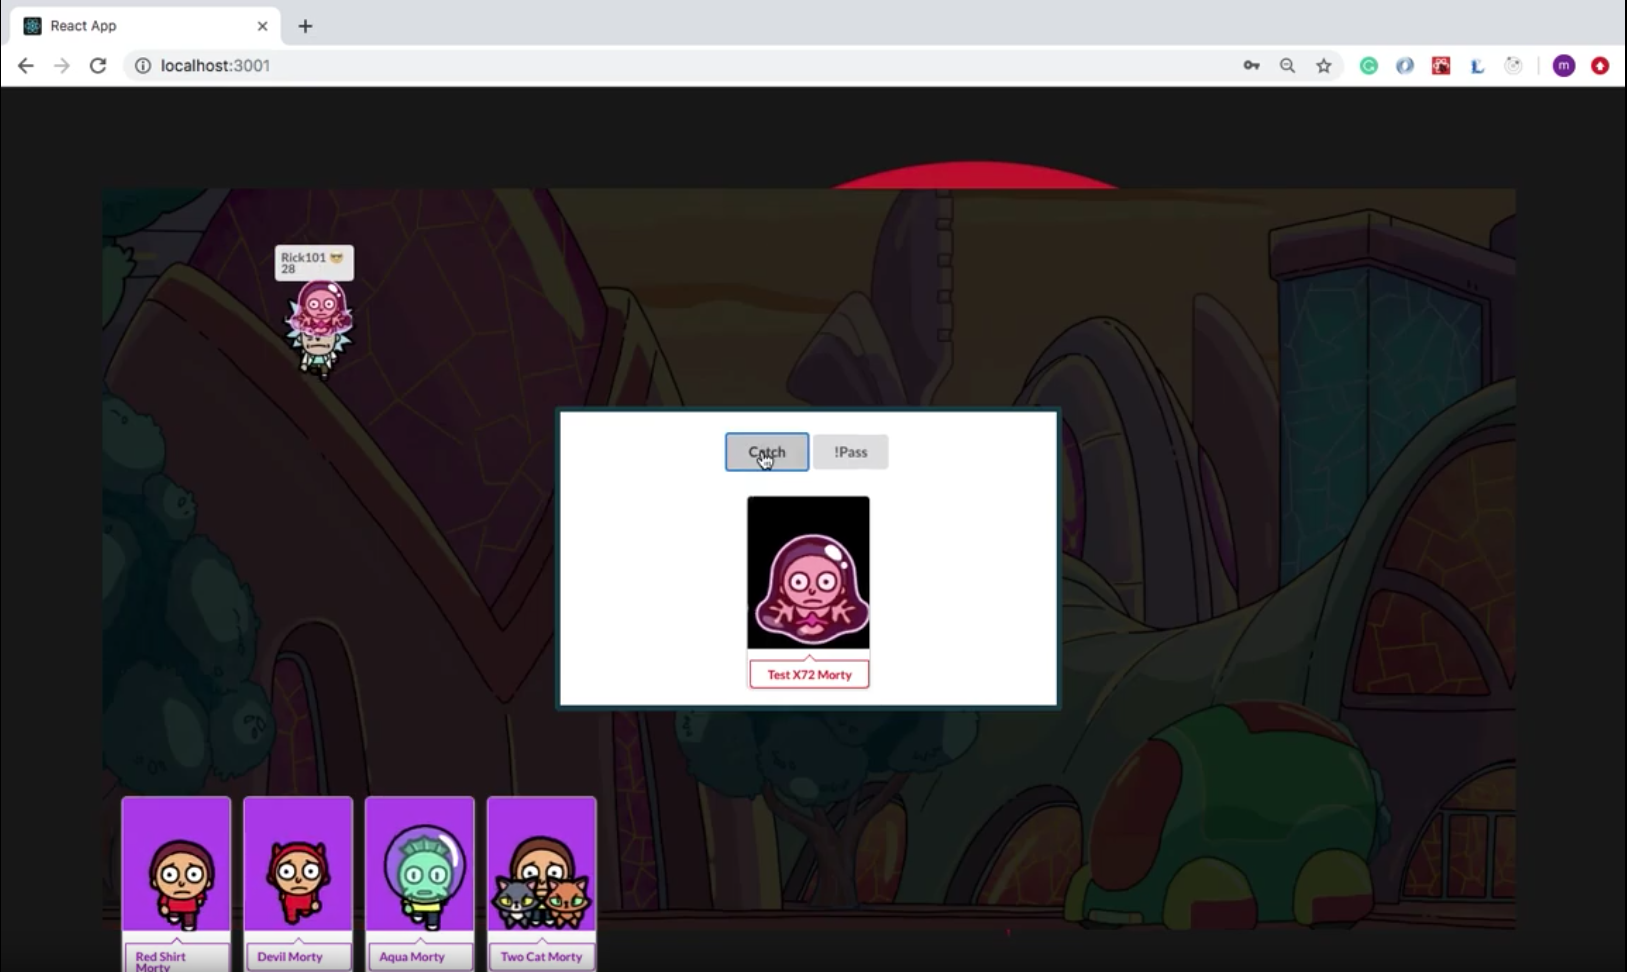 React App
localhost:3001
m
Rick101
28
Catch
!Pass
Test X72 Morty
Red Shirt
Morty
Devil Morty
Aqua Morty
Two Cat Morty